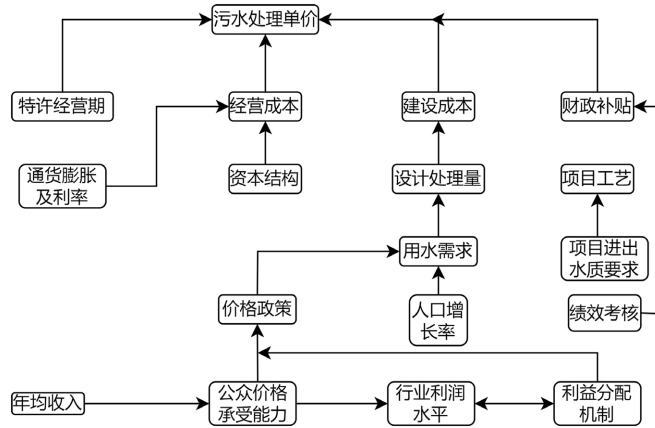 污水处理单价
特许经营期
经营成本
建设成本
财政补贴
通货膨胀
及利率
资本结构
设计处理量
项目工艺
用水需求
项目进出
水质要求
价格政策
人口增
长率
绩效考核
年均收入
公众价格
承受能力
行业利润
水平
利益分配
机制